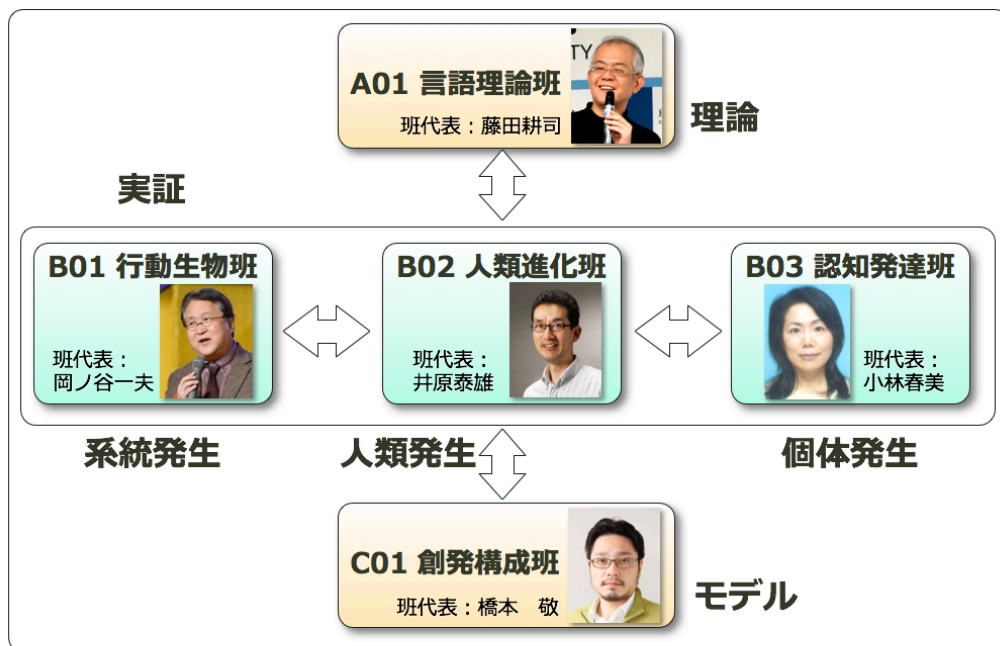 A01 言語理論班
班代表：藤田耕司
理論
実証
B01 行動生物班
班代表：
岡ノ谷一夫
B02 人類進化班
班代表：
井原泰雄
B03 認知発達班
班代表：
小林春美
系統発生
人類発生
個体発生
C01 創発構成班
班代表：橋本　敬
モデル